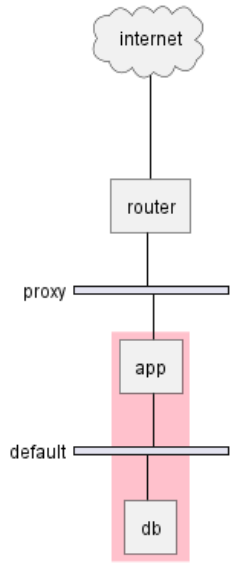 internet
router
proxy
app
default
db